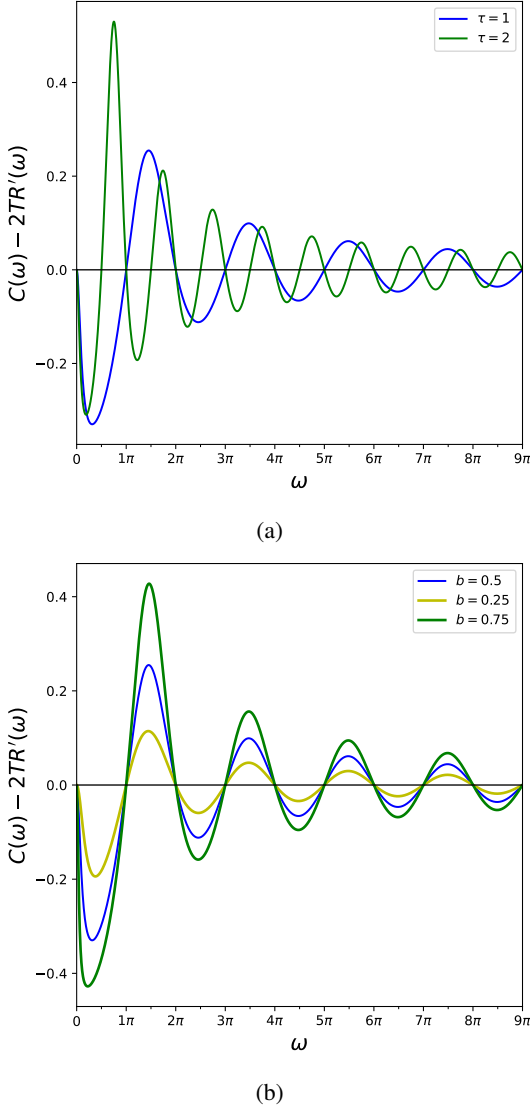 τ = 1
τ = 2
0.4
0.2
0.0
−0.2
C(ω) − 2TR′(ω)
0 1π 2π 3π 4π 5π 6π 7π 8π 9π
ω
(a)
b = 0.5
b = 0.25
b = 0.75
0.4
0.2
0.0
−0.2
−0.4
C(ω) − 2TR′(ω)
0 1π 2π 3π 4π 5π 6π 7π 8π 9π
ω
(b)